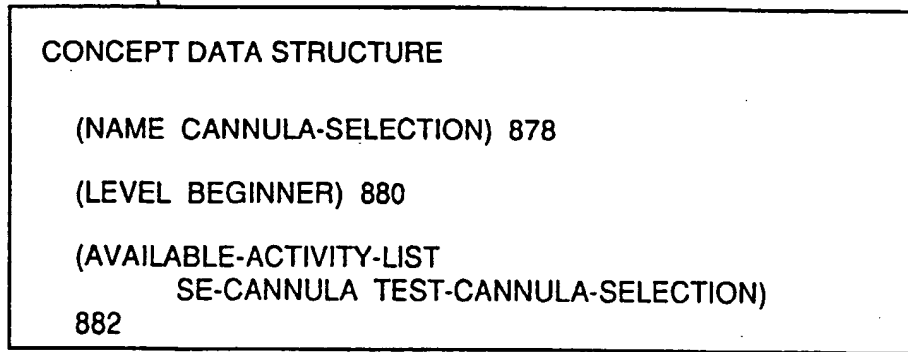 CONCEPT DATA STRUCTURE
(NAME CANNULA-SELECTION) 878
(LEVEL BEGINNER) 880
(AVAILABLE-ACTIVITY-LIST
SE-CANNULA TEST-CANNULA-SELECTION)
882